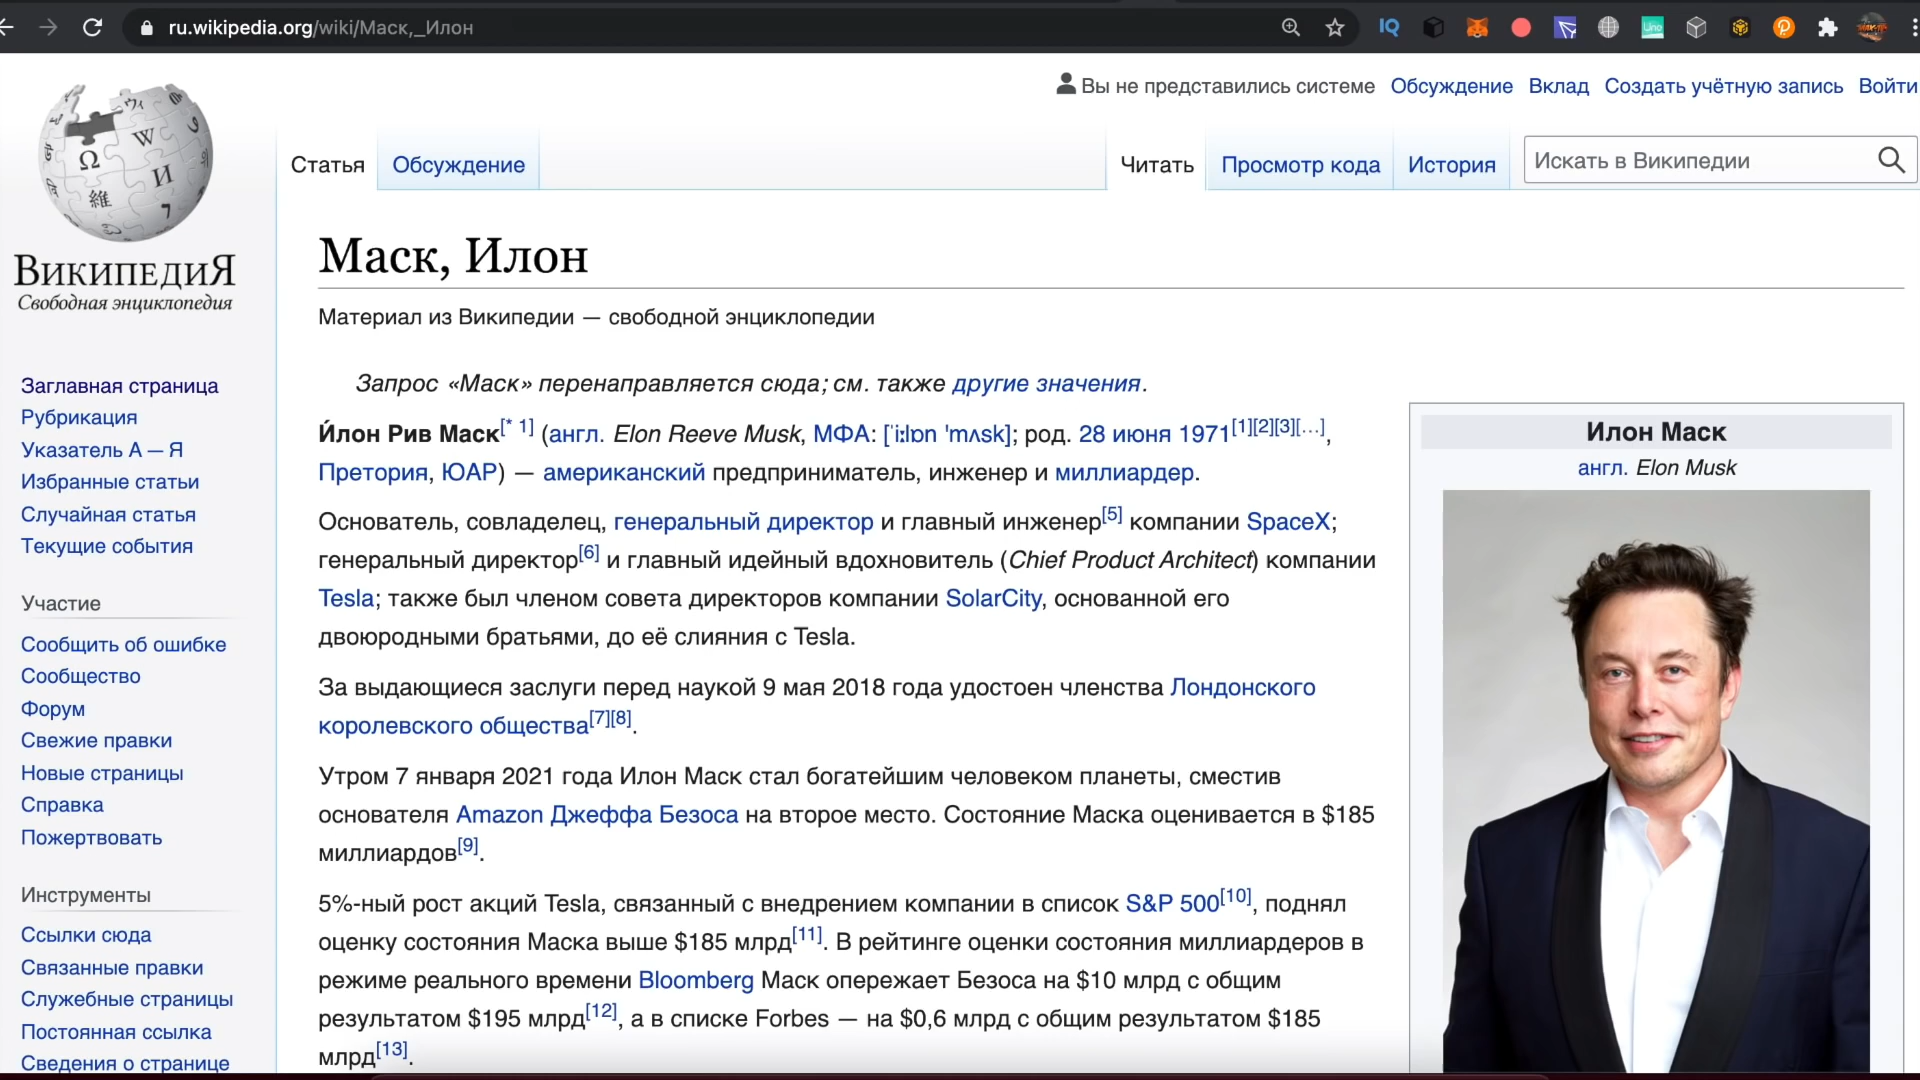 ru.wikipedia.org/wiki/Маск,_Илон
IQ
Uno
Вы не представились системе Обсуждение Вклад Создать учётную запись Войти
Статья Обсуждение Читать Просмотр кода История Искать в Википедии
Ω W И 維
ВикипедиЯ
Свободная энциклопедия
Заглавная страница
Рубрикация
Указатель А — Я
Избранные статьи
Случайная статья
Текущие события
Участие
Сообщить об ошибке
Сообщество
Форум
Свежие правки
Новые страницы
Справка
Пожертвовать
Инструменты
Ссылки сюда
Связанные правки
Служебные страницы
Постоянная ссылка
Сведения о странице
Маск, Илон
Материал из Википедии — свободной энциклопедии
Запрос «Маск» перенаправляется сюда; см. также другие значения.
И́лон Рив Маск[* 1] (англ. Elon Reeve Musk, МФА: [ˈiːlɒn 'mʌsk]; род. 28 июня 1971[1][2][3][…],
Претория, ЮАР) — американский предприниматель, инженер и миллиардер.
Основатель, совладелец, генеральный директор и главный инженер[5] компании SpaceX;
генеральный директор[6] и главный идейный вдохновитель (Chief Product Architect) компании
Tesla; также был членом совета директоров компании SolarCity, основанной его
двоюродными братьями, до её слияния с Tesla.
За выдающиеся заслуги перед наукой 9 мая 2018 года удостоен членства Лондонского
королевского общества[7][8].
Утром 7 января 2021 года Илон Маск стал богатейшим человеком планеты, сместив
основателя Amazon Джеффа Безоса на второе место. Состояние Маска оценивается в $185
миллиардов[9].
5%-ный рост акций Tesla, связанный с внедрением компании в список S&P 500[10], поднял
оценку состояния Маска выше $185 млрд[11]. В рейтинге оценки состояния миллиардеров в
режиме реального времени Bloomberg Маск опережает Безоса на $10 млрд с общим
результатом $195 млрд[12], а в списке Forbes — на $0,6 млрд с общим результатом $185
млрд[13].
Илон Маск
англ. Elon Musk